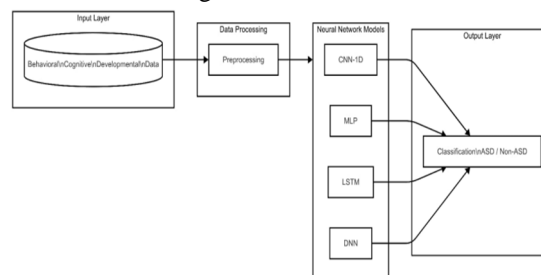 Input Layer
Behavioral\nCognitive\nDevelopmental\nData
Data Processing
Preprocessing
Neural Network Models
CNN-1D
MLP
LSTM
DNN
Output Layer
Classification\nASD / Non-ASD